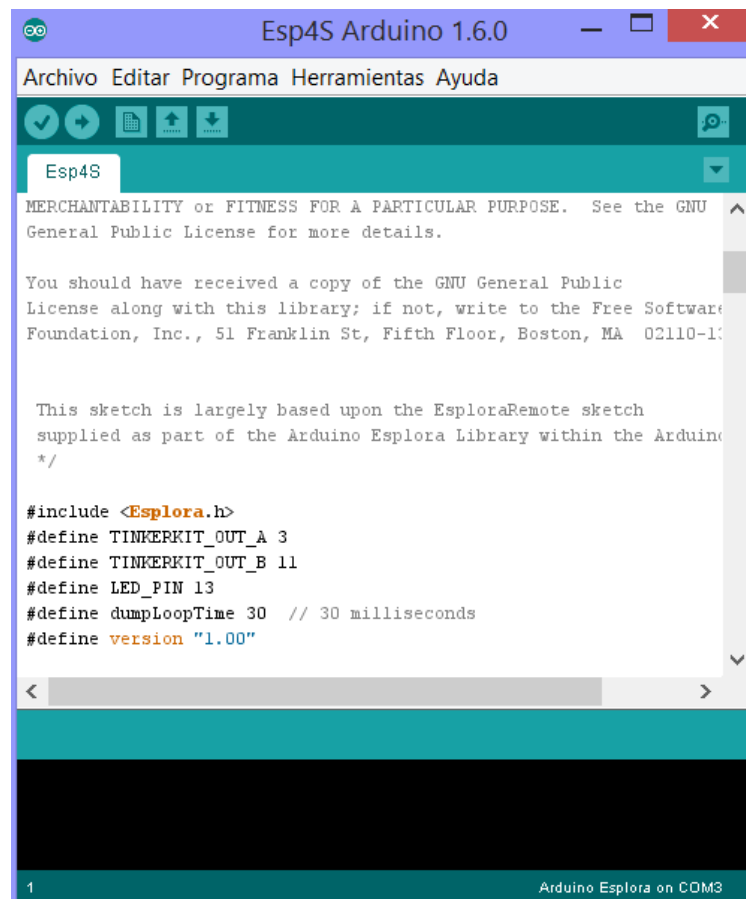 Esp4S Arduino 1.6.0
Archivo Editar Programa Herramientas Ayuda
Esp4S
MERCHANTABILITY or FITNESS FOR A PARTICULAR PURPOSE.  See the GNU
General Public License for more details.
You should have received a copy of the GNU General Public
License along with this library; if not, write to the Free Software
Foundation, Inc., 51 Franklin St, Fifth Floor, Boston, MA  02110-1
This sketch is largely based upon the EsploraRemote sketch
supplied as part of the Arduino Esplora Library within the Arduino
*/
#include <Esplora.h>
#define TINKERKIT_OUT_A 3
#define TINKERKIT_OUT_B 11
#define LED_PIN 13
#define dumpLoopTime 30  // 30 milliseconds
#define version "1.00"
1 Arduino Esplora on COM3